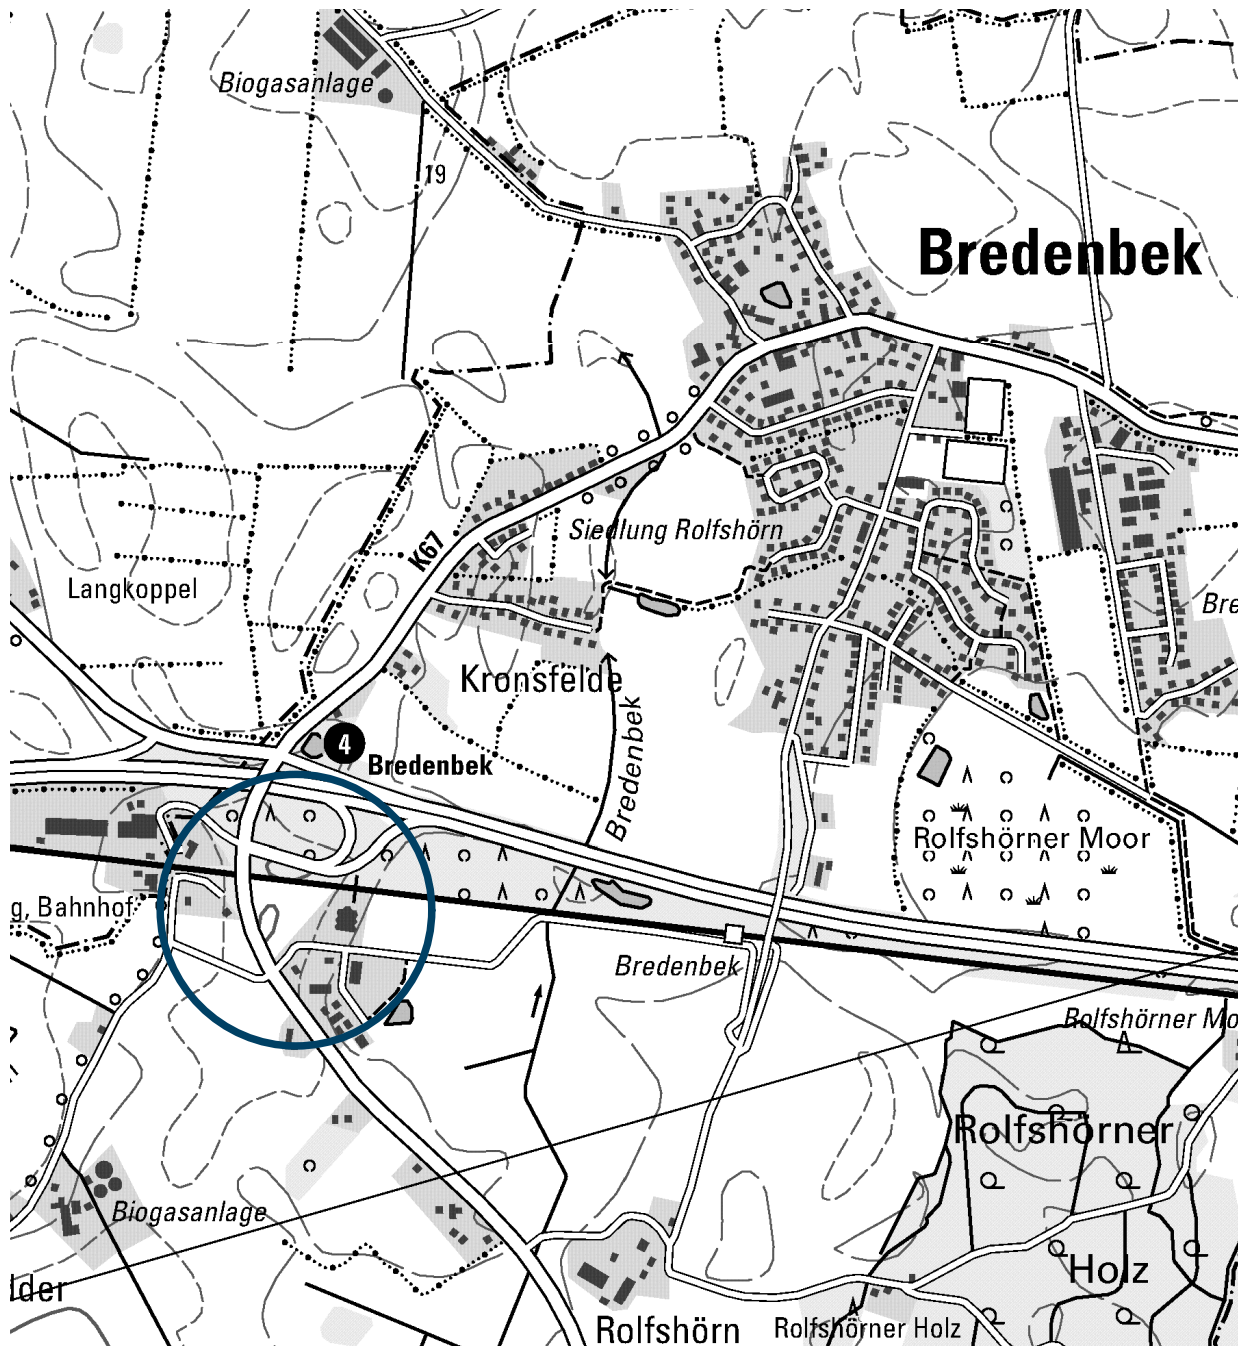 Biogasanlage
19
Bredenbek
K67
Siedlung Rolfshörn
Langkoppel
Bre
Kronsfelde
Bredenbek
4
Bredenbek
Rolfshörner Moor
g, Bahnhof
Bredenbek
Rolfshörner Mo
Rolfshörner
Biogasanlage
Holz
lder
Rolfshörn
Rolfshörner Holz